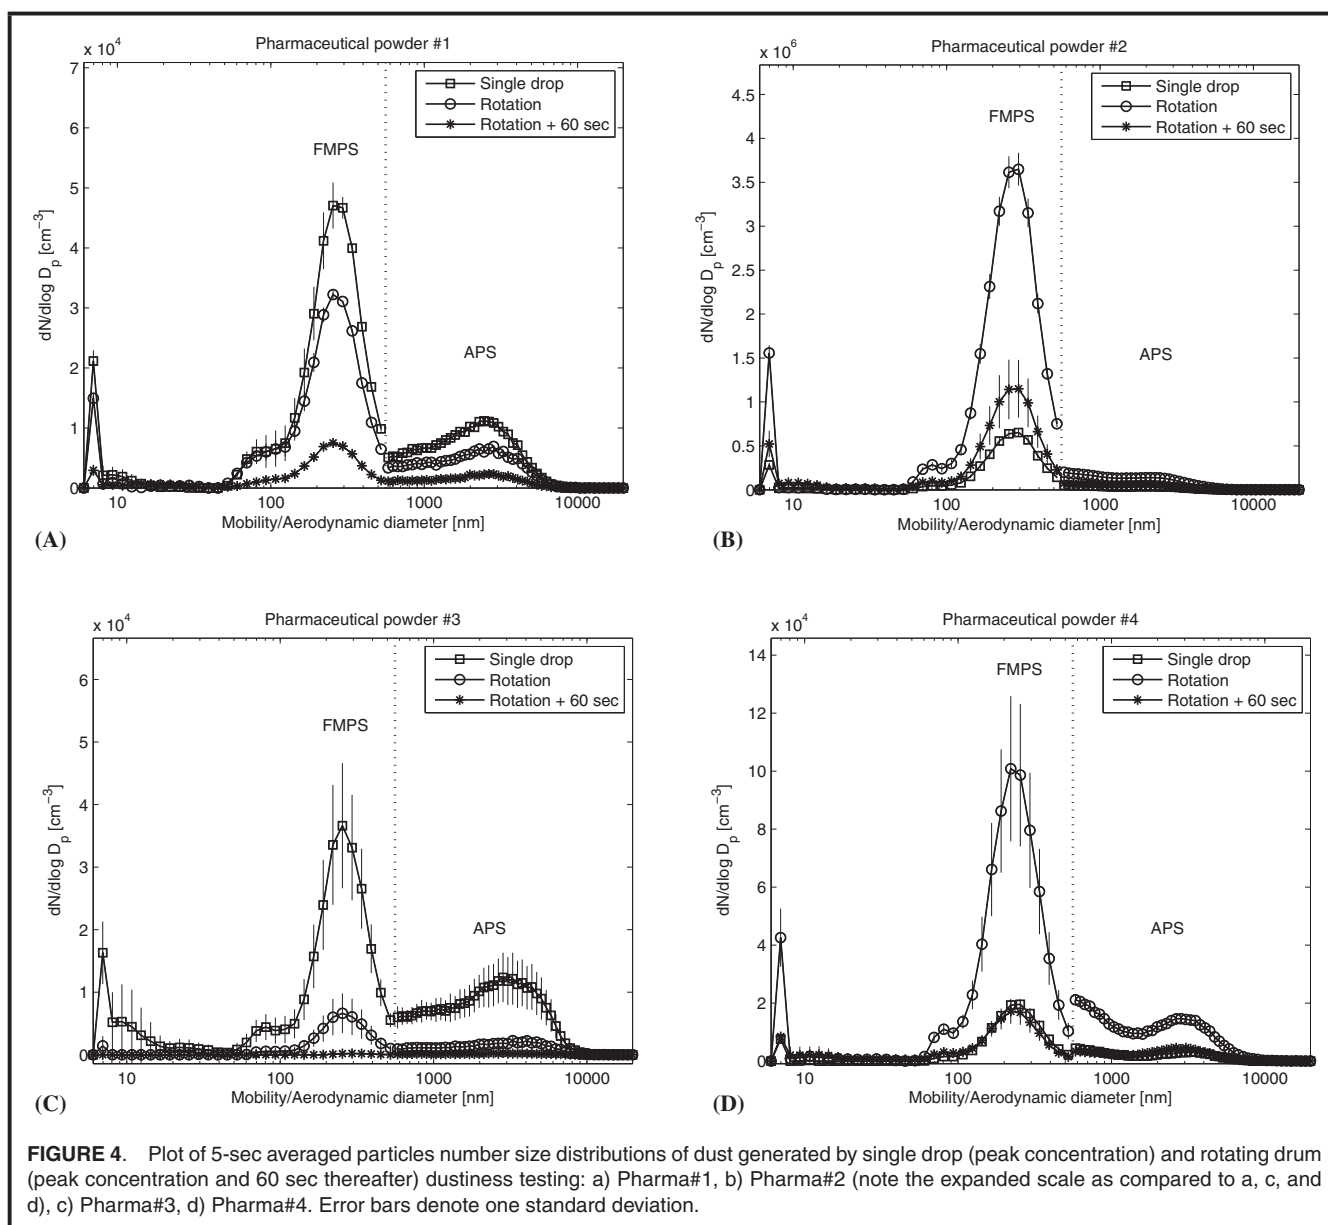 Pharmaceutical powder #1
x 10^4
7
6
5
4
3
2
1
0
dN/dlog D_p [cm^−3]
Single drop
Rotation
Rotation + 60 sec
FMPS
APS
10 100 1000 10000
Mobility/Aerodynamic diameter [nm]
(A)
Pharmaceutical powder #2
x 10^6
4.5
4
3.5
3
2.5
2
1.5
1
0.5
0
dN/dlog D_p [cm^−3]
Single drop
Rotation
Rotation + 60 sec
FMPS
APS
10 100 1000 10000
Mobility/Aerodynamic diameter [nm]
(B)
Pharmaceutical powder #3
x 10^4
6
5
4
3
2
1
0
dN/dlog D_p [cm^−3]
Single drop
Rotation
Rotation + 60 sec
FMPS
APS
10 100 1000 10000
Mobility/Aerodynamic diameter [nm]
(C)
Pharmaceutical powder #4
x 10^4
14
12
10
8
6
4
2
0
dN/dlog D_p [cm^−3]
Single drop
Rotation
Rotation + 60 sec
FMPS
APS
10 100 1000 10000
Mobility/Aerodynamic diameter [nm]
(D)
FIGURE 4. Plot of 5-sec averaged particles number size distributions of dust generated by single drop (peak concentration) and rotating drum
(peak concentration and 60 sec thereafter) dustiness testing: a) Pharma#1, b) Pharma#2 (note the expanded scale as compared to a, c, and
d), c) Pharma#3, d) Pharma#4. Error bars denote one standard deviation.